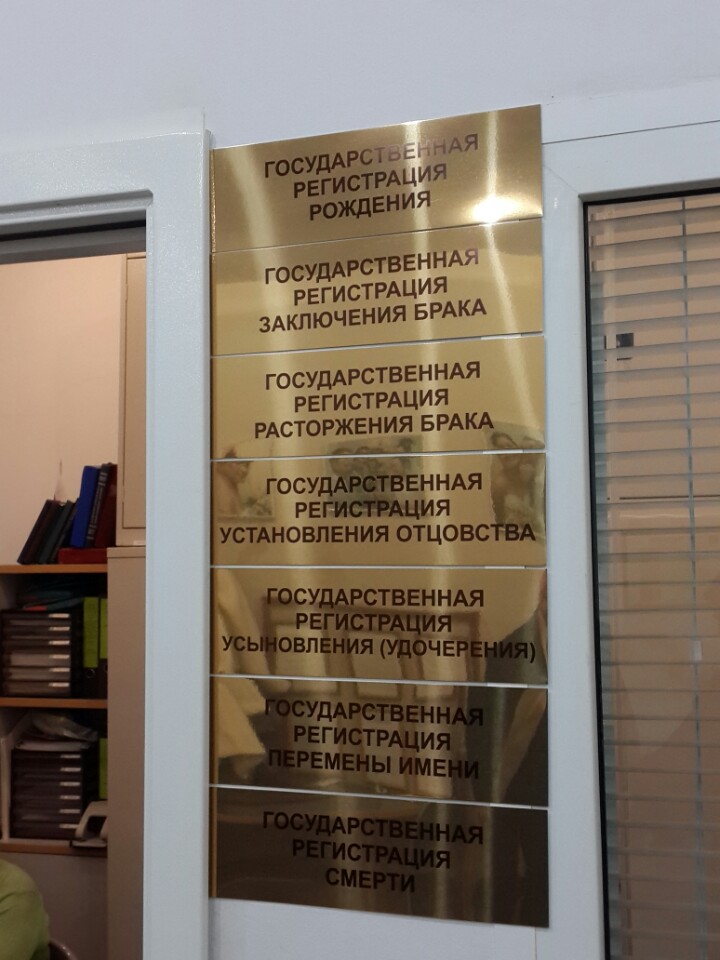 ГОСУДАРСТВЕННАЯ
РЕГИСТРАЦИЯ
РОЖДЕНИЯ
ГОСУДАРСТВЕННАЯ
РЕГИСТРАЦИЯ
ЗАКЛЮЧЕНИЯ БРАКА
ГОСУДАРСТВЕННАЯ
РЕГИСТРАЦИЯ
РАСТОРЖЕНИЯ БРАКА
ГОСУДАРСТВЕННАЯ
РЕГИСТРАЦИЯ
УСТАНОВЛЕНИЯ ОТЦОВСТВА
ГОСУДАРСТВЕННАЯ
РЕГИСТРАЦИЯ
УСЫНОВЛЕНИЯ (УДОЧЕРЕНИЯ)
ГОСУДАРСТВЕННАЯ
РЕГИСТРАЦИЯ
ПЕРЕМЕНЫ ИМЕНИ
ГОСУДАРСТВЕННАЯ
РЕГИСТРАЦИЯ
СМЕРТИ